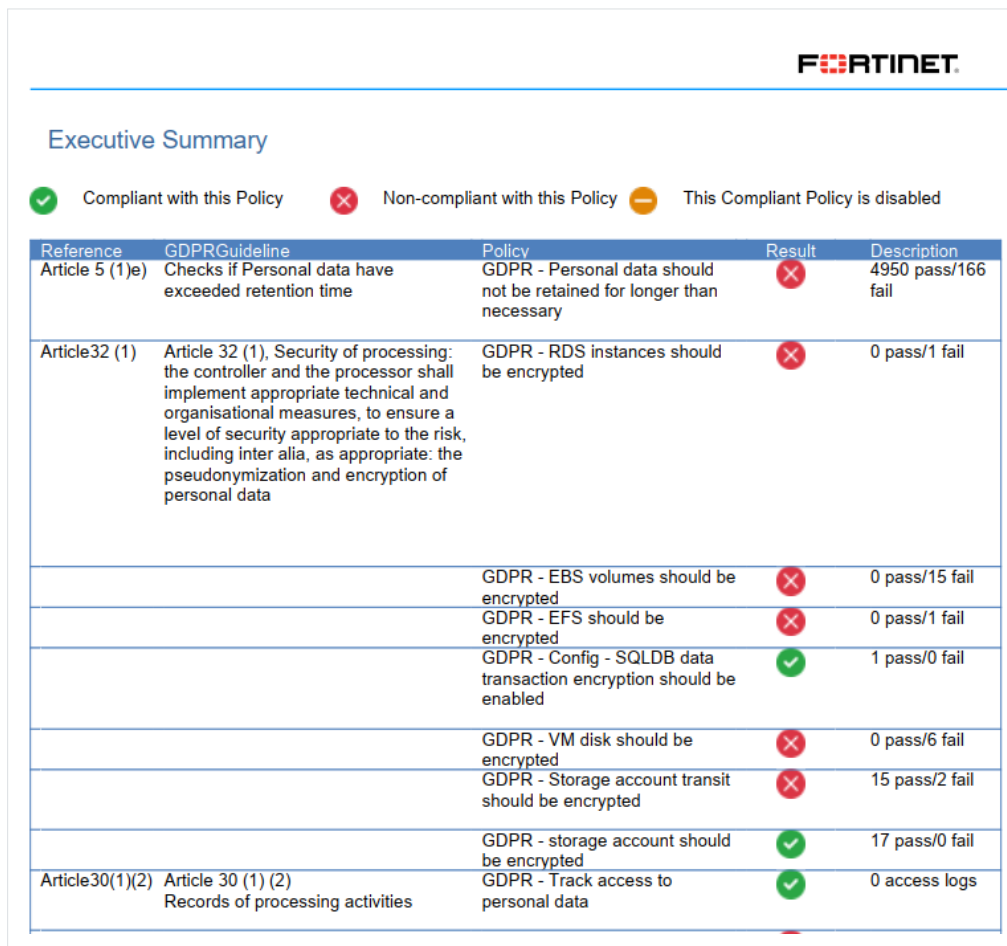 FORTINET.
Executive Summary
Compliant with this Policy
Non-compliant with this Policy
This Compliant Policy is disabled
Reference GDPRGuideline Policy Result Description
Article 5 (1)e) Checks if Personal data have GDPR - Personal data should 4950 pass/166
exceeded retention time not be retained for longer than fail
necessary
Article32 (1) Article 32 (1), Security of processing: GDPR - RDS instances should 0 pass/1 fail
the controller and the processor shall be encrypted
implement appropriate technical and
organisational measures, to ensure a
level of security appropriate to the risk,
including inter alia, as appropriate: the
pseudonymization and encryption of
personal data
GDPR - EBS volumes should be 0 pass/15 fail
encrypted
GDPR - EFS should be 0 pass/1 fail
encrypted
GDPR - Config - SQLDB data 1 pass/0 fail
transaction encryption should be
enabled
GDPR - VM disk should be 0 pass/6 fail
encrypted
GDPR - Storage account transit 15 pass/2 fail
should be encrypted
GDPR - storage account should 17 pass/0 fail
be encrypted
Article30(1)(2) Article 30 (1) (2) GDPR - Track access to 0 access logs
Records of processing activities personal data